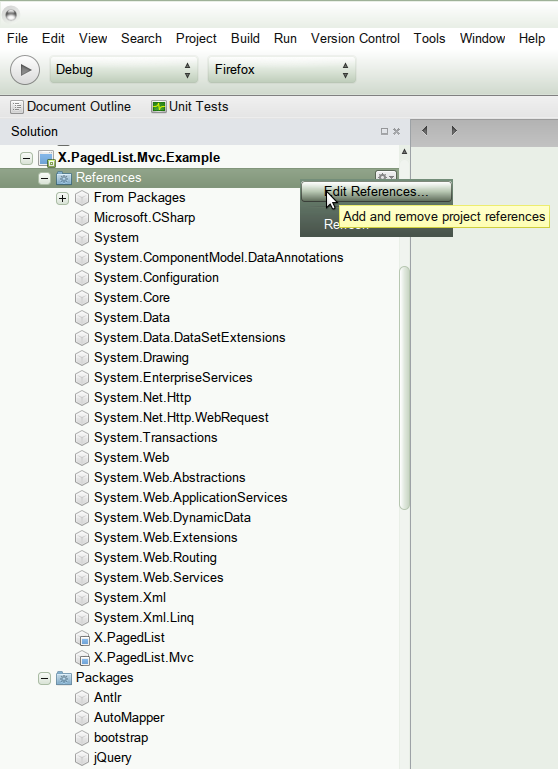 File Edit View Search Project Build Run Version Control Tools Window Help
Debug Firefox
Document Outline Unit Tests
Solution
X.PagedList.Mvc.Example
References
Edit References...
From Packages
Add and remove project references
Microsoft.CSharp
Refresh
System
System.ComponentModel.DataAnnotations
System.Configuration
System.Core
System.Data
System.Data.DataSetExtensions
System.Drawing
System.EnterpriseServices
System.Net.Http
System.Net.Http.WebRequest
System.Transactions
System.Web
System.Web.Abstractions
System.Web.ApplicationServices
System.Web.DynamicData
System.Web.Extensions
System.Web.Routing
System.Web.Services
System.Xml
System.Xml.Linq
X.PagedList
X.PagedList.Mvc
Packages
Antlr
AutoMapper
bootstrap
jQuery